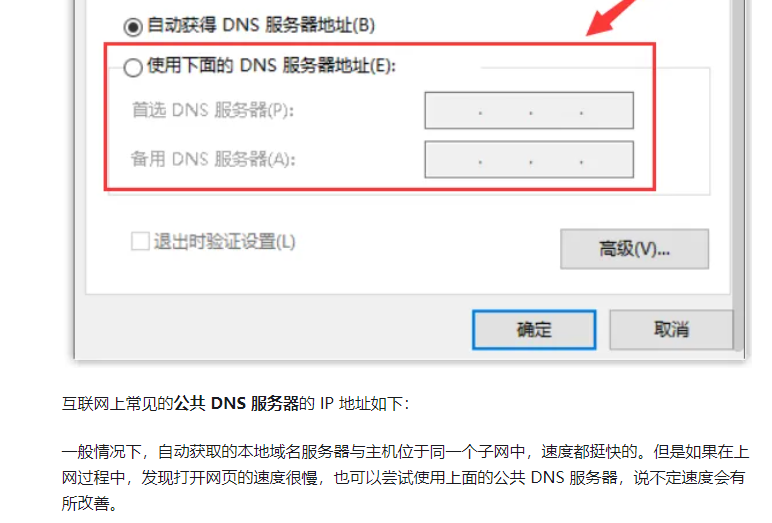 自动获得 DNS 服务器地址(B)
使用下面的 DNS 服务器地址(E):
首选 DNS 服务器(P):
备用 DNS 服务器(A):
退出时验证设置(L)
高级(V)...
确定
取消
互联网上常见的公共 DNS 服务器的 IP 地址如下：
一般情况下，自动获取的本地域名服务器与主机位于同一个子网中，速度都挺快的。但是如果在上
网过程中，发现打开网页的速度很慢，也可以尝试使用上面的公共 DNS 服务器，说不定速度会有
所改善。